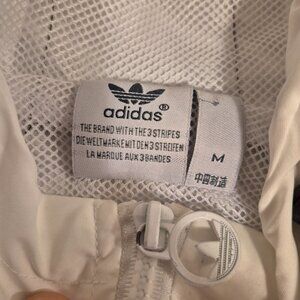 adidas®
THE BRAND WITH THE 3 STRIPES
DIE WELTMARKE MIT DEN 3 STREIFEN
LA MARQUE AUX 3 BANDES
M
中国制造